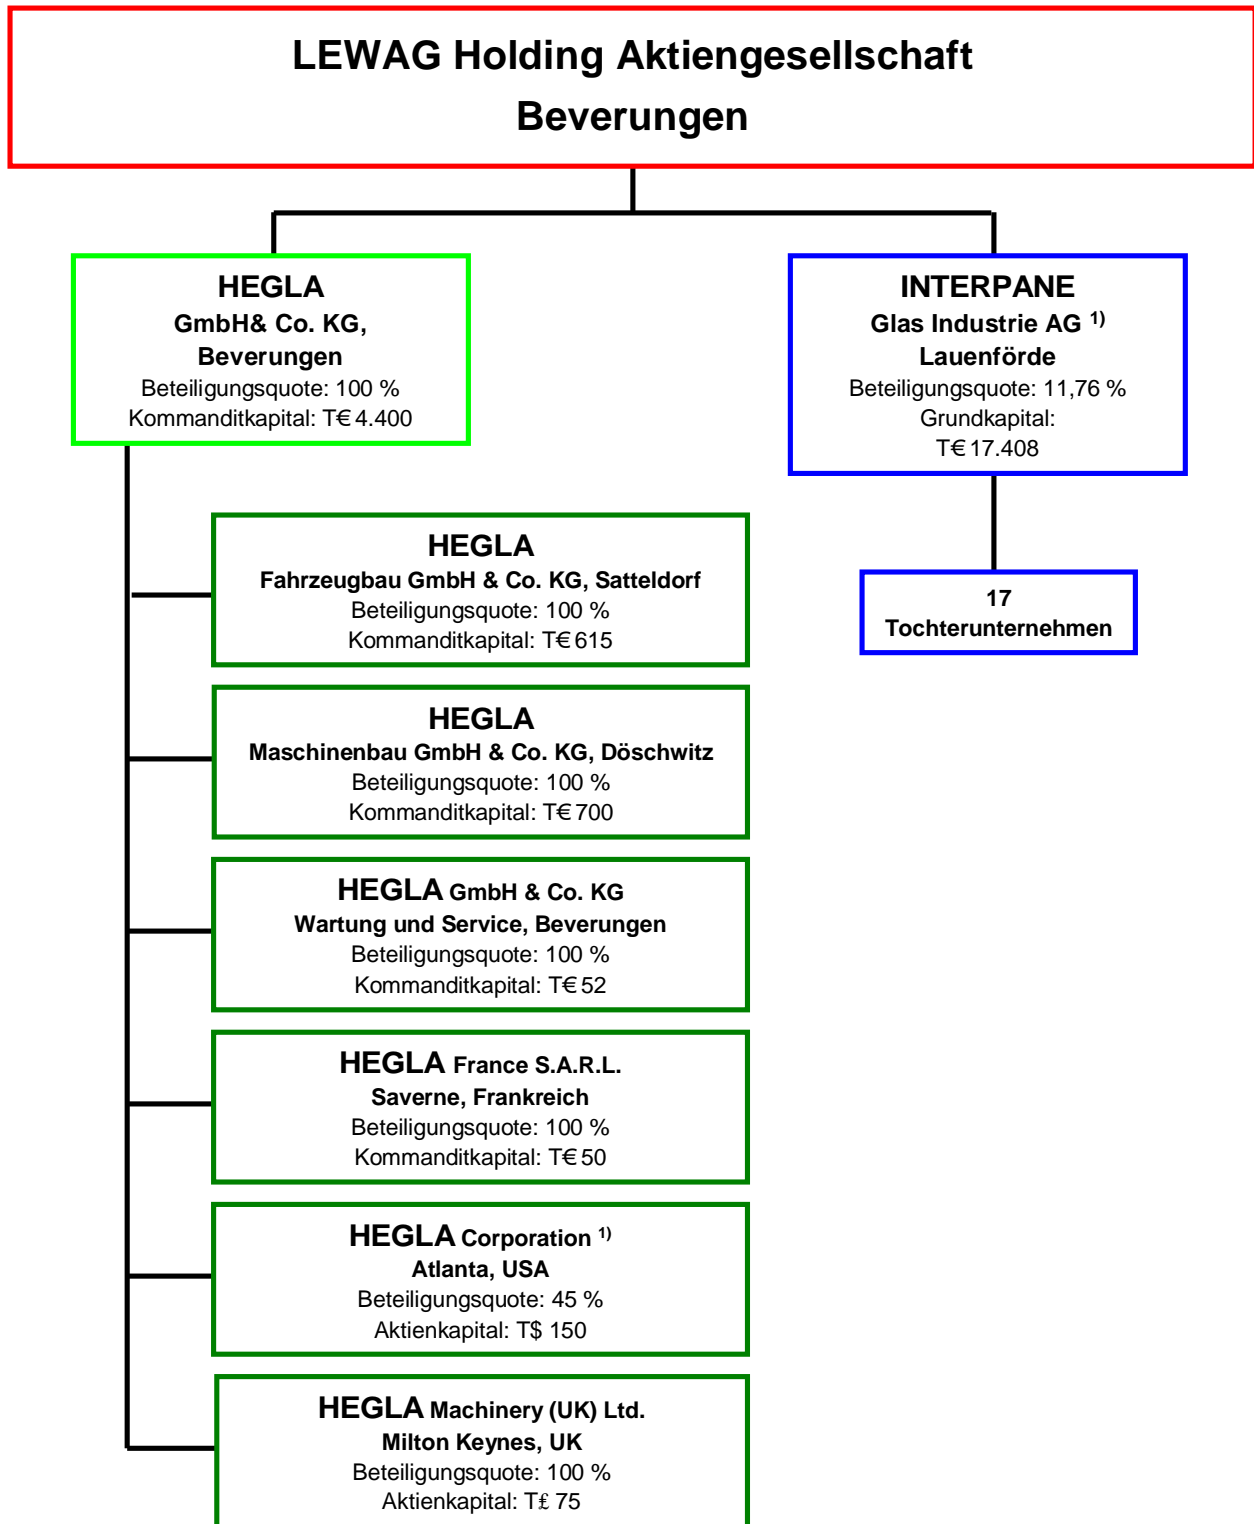 LEWAG Holding Aktiengesellschaft
Beverungen
HEGLA
GmbH& Co. KG,
Beverungen
Beteiligungsquote: 100 %
Kommanditkapital: T€ 4.400
INTERPANE
Glas Industrie AG 1)
Lauenförde
Beteiligungsquote: 11,76 %
Grundkapital:
T€ 17.408
17
Tochterunternehmen
HEGLA
Fahrzeugbau GmbH & Co. KG, Satteldorf
Beteiligungsquote: 100 %
Kommanditkapital: T€ 615
HEGLA
Maschinenbau GmbH & Co. KG, Döschwitz
Beteiligungsquote: 100 %
Kommanditkapital: T€ 700
HEGLA GmbH & Co. KG
Wartung und Service, Beverungen
Beteiligungsquote: 100 %
Kommanditkapital: T€ 52
HEGLA France S.A.R.L.
Saverne, Frankreich
Beteiligungsquote: 100 %
Kommanditkapital: T€ 50
HEGLA Corporation 1)
Atlanta, USA
Beteiligungsquote: 45 %
Aktienkapital: T$ 150
HEGLA Machinery (UK) Ltd.
Milton Keynes, UK
Beteiligungsquote: 100 %
Aktienkapital: T₤ 75